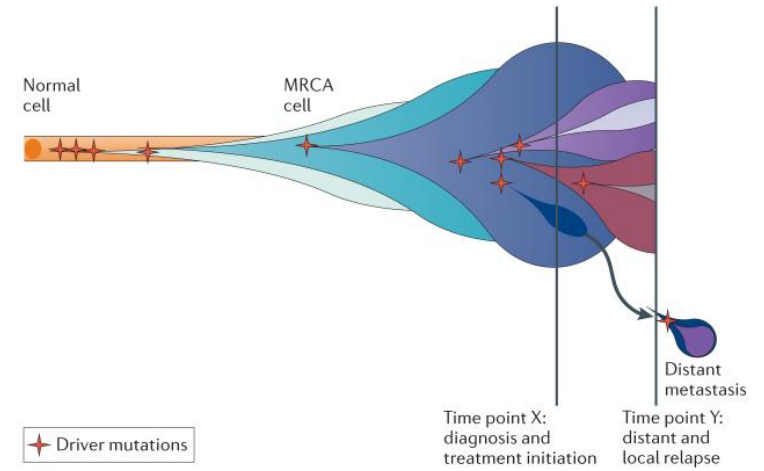 Normal
cell
MRCA
cell
Distant
metastasis
Time point X:
diagnosis and
treatment initiation
Time point Y:
distant and
local relapse
Driver mutations